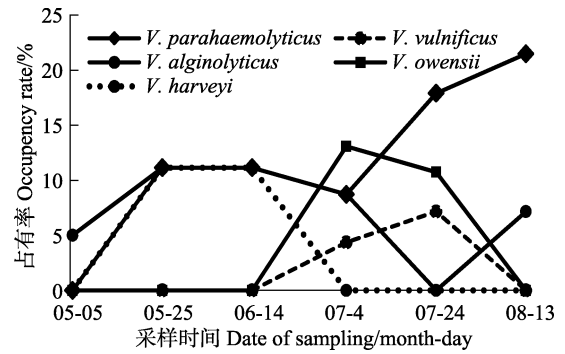 25
20
15
10
5
0
占有率 Occupency rate/%
V. parahaemolyticus
V. vulnificus
V. alginolyticus
V. owensii
V. harveyi
05-05 05-25 06-14 07-4 07-24 08-13
采样时间 Date of sampling/month-day